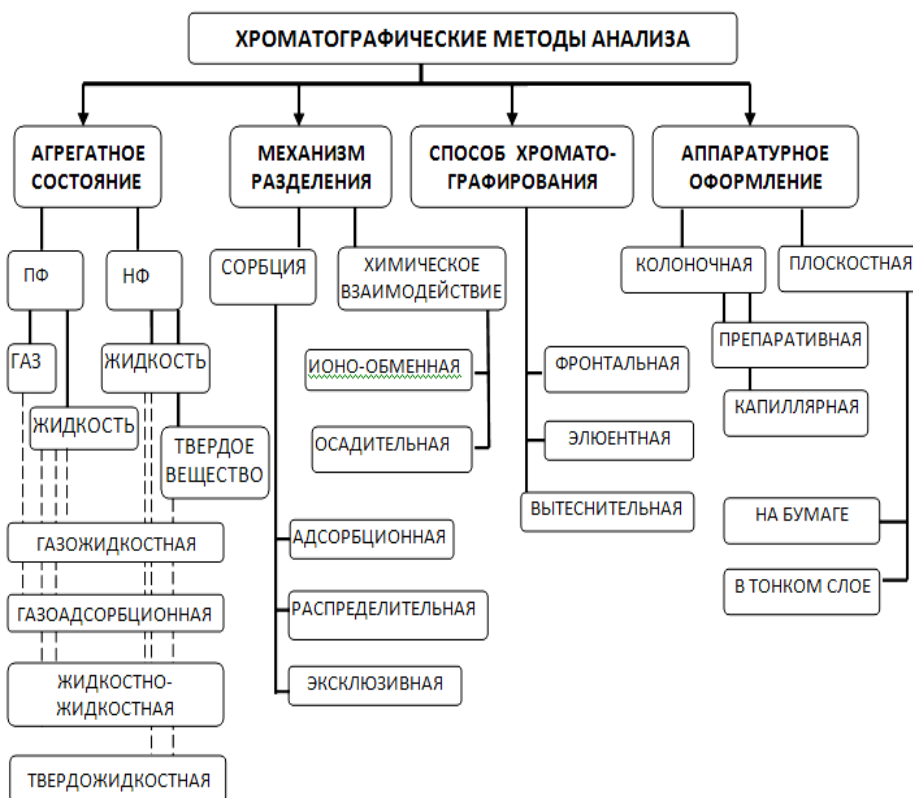 ХРОМАТОГРАФИЧЕСКИЕ МЕТОДЫ АНАЛИЗА
АГРЕГАТНОЕ
СОСТОЯНИЕ
МЕХАНИЗМ
РАЗДЕЛЕНИЯ
СПОСОБ ХРОМАТО-
ГРАФИРОВАНИЯ
АППАРАТУРНОЕ
ОФОРМЛЕНИЕ
ПФ
НФ
СОРБЦИЯ
ХИМИЧЕСКОЕ
ВЗАИМОДЕЙСТВИЕ
КОЛОНОЧНАЯ
ПЛОСКОСТНАЯ
ГАЗ
ЖИДКОСТЬ
ИОНО-ОБМЕННАЯ
ФРОНТАЛЬНАЯ
ПРЕПАРАТИВНАЯ
ЖИДКОСТЬ
ТВЕРДОЕ
ВЕЩЕСТВО
ОСАДИТЕЛЬНАЯ
ЭЛЮЕНТНАЯ
КАПИЛЛЯРНАЯ
ВЫТЕСНИТЕЛЬНАЯ
НА БУМАГЕ
ГАЗОЖИДКОСТНАЯ
АДСОРБЦИОННАЯ
В ТОНКОМ СЛОЕ
ГАЗОАДСОРБЦИОННАЯ
РАСПРЕДЕЛИТЕЛЬНАЯ
ЖИДКОСТНО-
ЖИДКОСТНАЯ
ЭКСКЛЮЗИВНАЯ
ТВЕРДОЖИДКОСТНАЯ